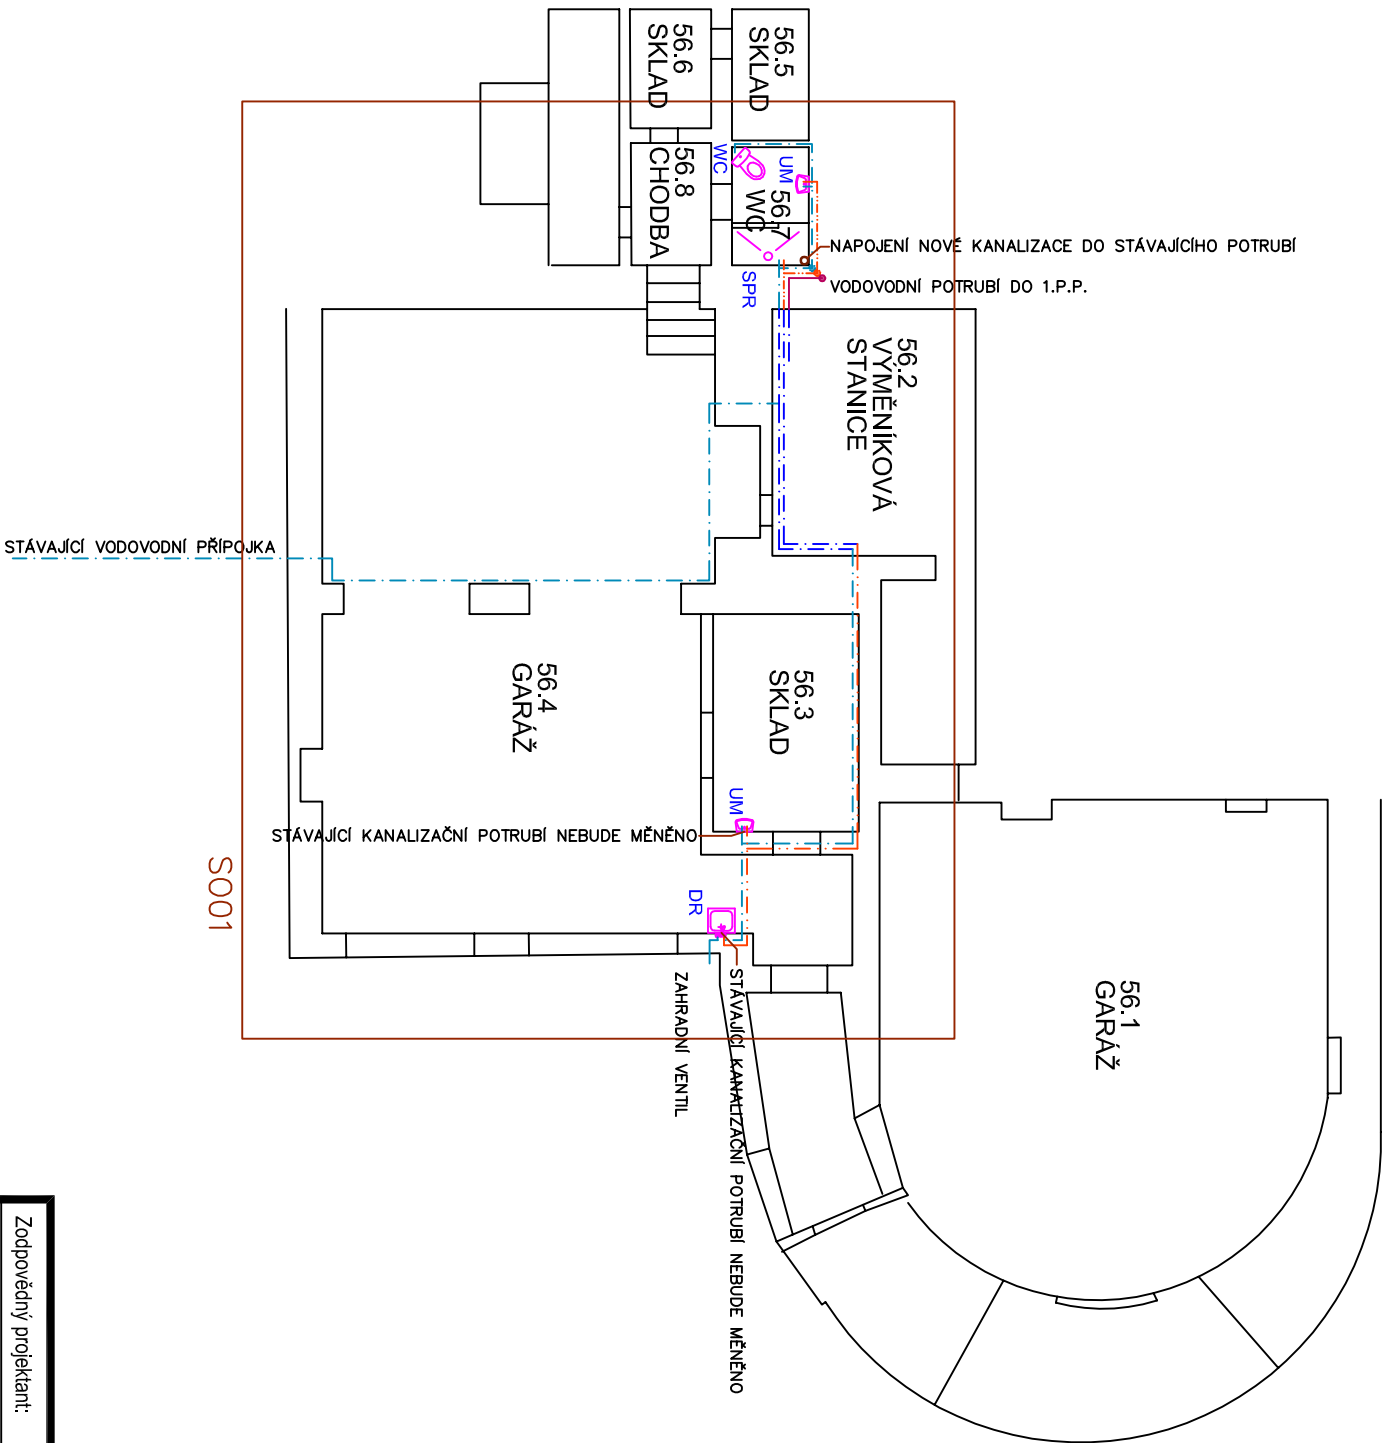 56.6
SKLAD
56.5
SKLAD
56.8
CHODBA
WC
UM
56.7
WC
SPR
NAPOJENÍ NOVÉ KANALIZACE DO STÁVAJÍCÍHO POTRUBÍ
VODOVODNÍ POTRUBÍ DO 1.P.P.
56.2
VÝMĚNÍKOVÁ
STANICE
STÁVAJÍCÍ VODOVODNÍ PŘÍPOJKA
56.4
GARÁŽ
56.3
SKLAD
UM
STÁVAJÍCÍ KANALIZAČNÍ POTRUBÍ NEBUDE MĚNĚNO
SO01
DR
ZAHRADNÍ VENTIL
STÁVAJÍCÍ KANALIZAČNÍ POTRUBÍ NEBUDE MĚNĚNO
56.1
GARÁŽ
Zodpovědný projektant: